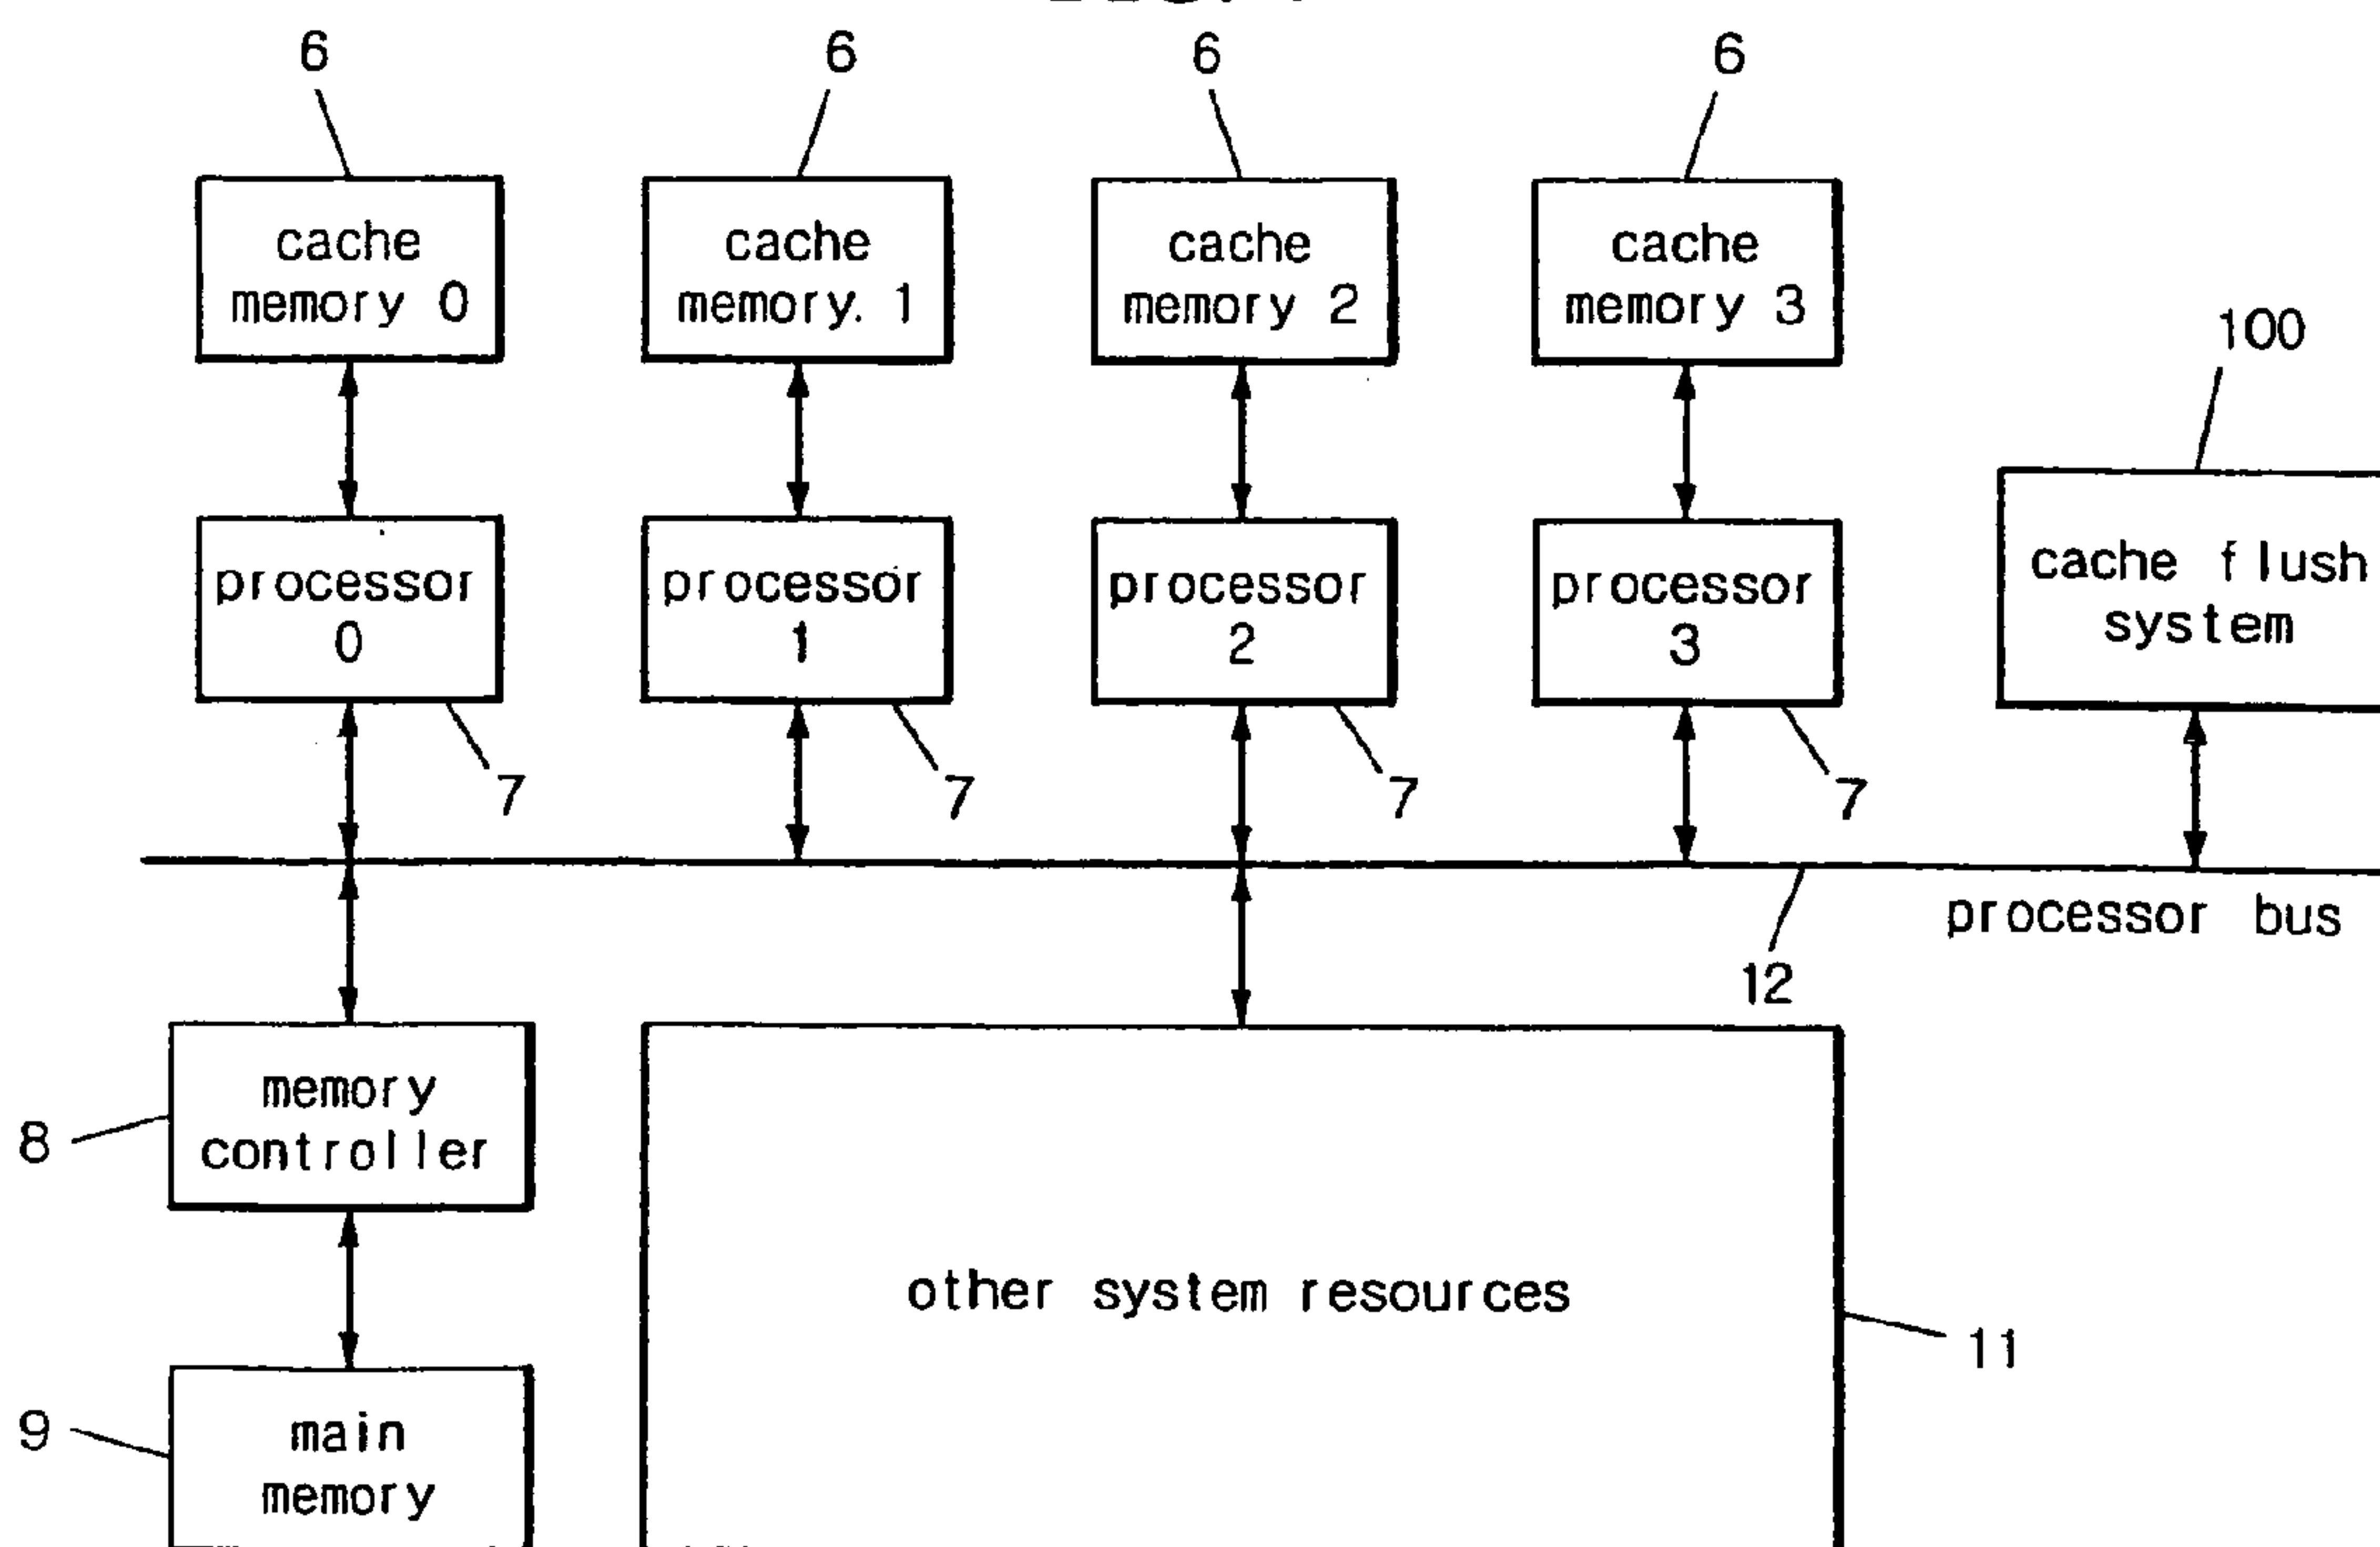 6 6 6 6
cache
memory 0
cache
memory. 1
cache
memory 2
cache
memory 3
100
processor
0
processor
1
processor
2
processor
3
cache flush
system
7 7 7 7
processor bus
12
memory
controller
8
other system resources
11
main
memory
9